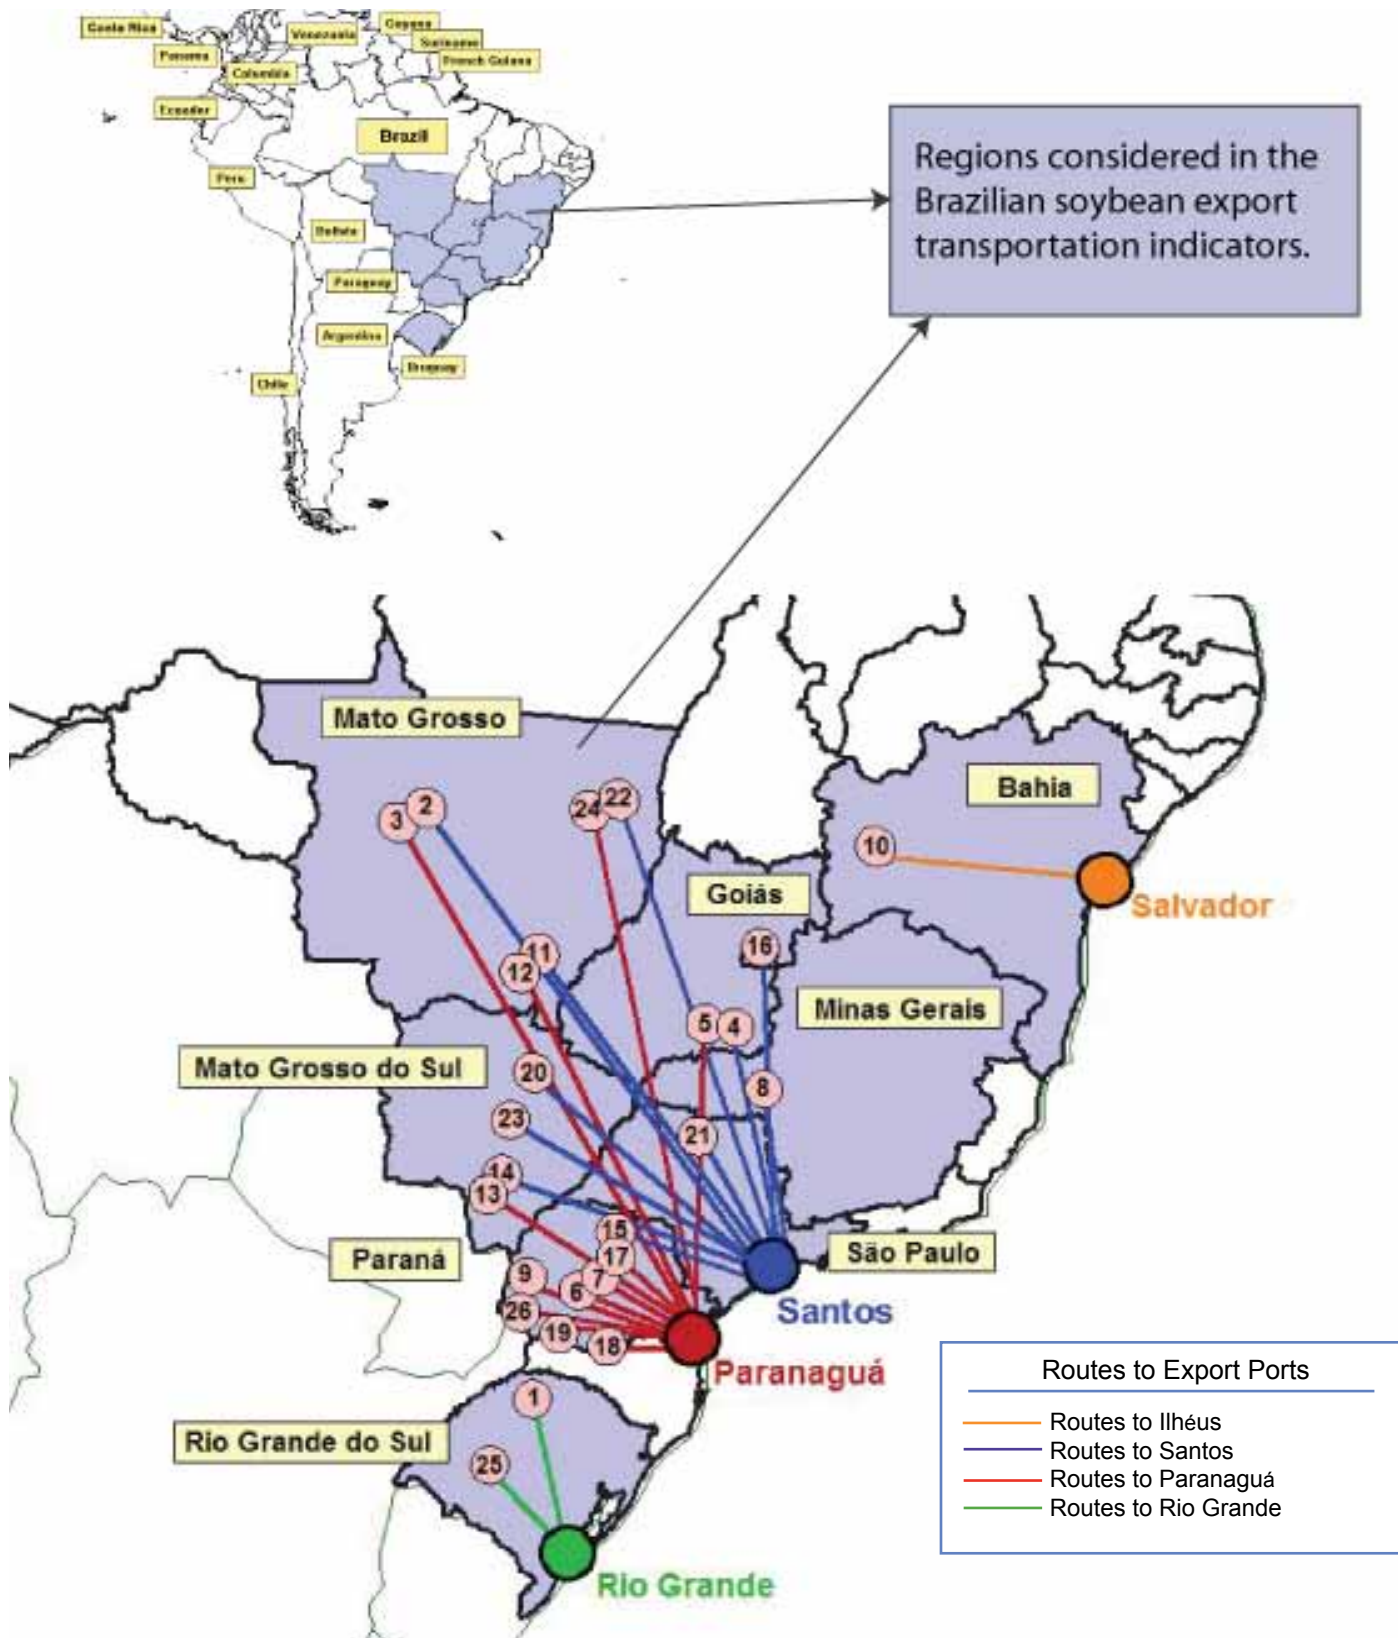 Costa Rica
Panama
Columbia
Venezuela
Guyana
Suriname
French Guiana
Ecuador
Brazil
Peru
Bolivia
Paraguay
Argentina
Uruguay
Chile
Regions considered in the
Brazilian soybean export
transportation indicators.
Mato Grosso
Bahia
3
2
24
22
10
Goiás
Salvador
16
11
12
Minas Gerais
5
4
Mato Grosso do Sul
20
8
23
21
14
13
15
17
Paraná
São Paulo
9
7
6
Santos
26
19
18
Paranaguá
1
Rio Grande do Sul
25
Rio Grande
Routes to Export Ports
Routes to Ilhéus
Routes to Santos
Routes to Paranaguá
Routes to Rio Grande